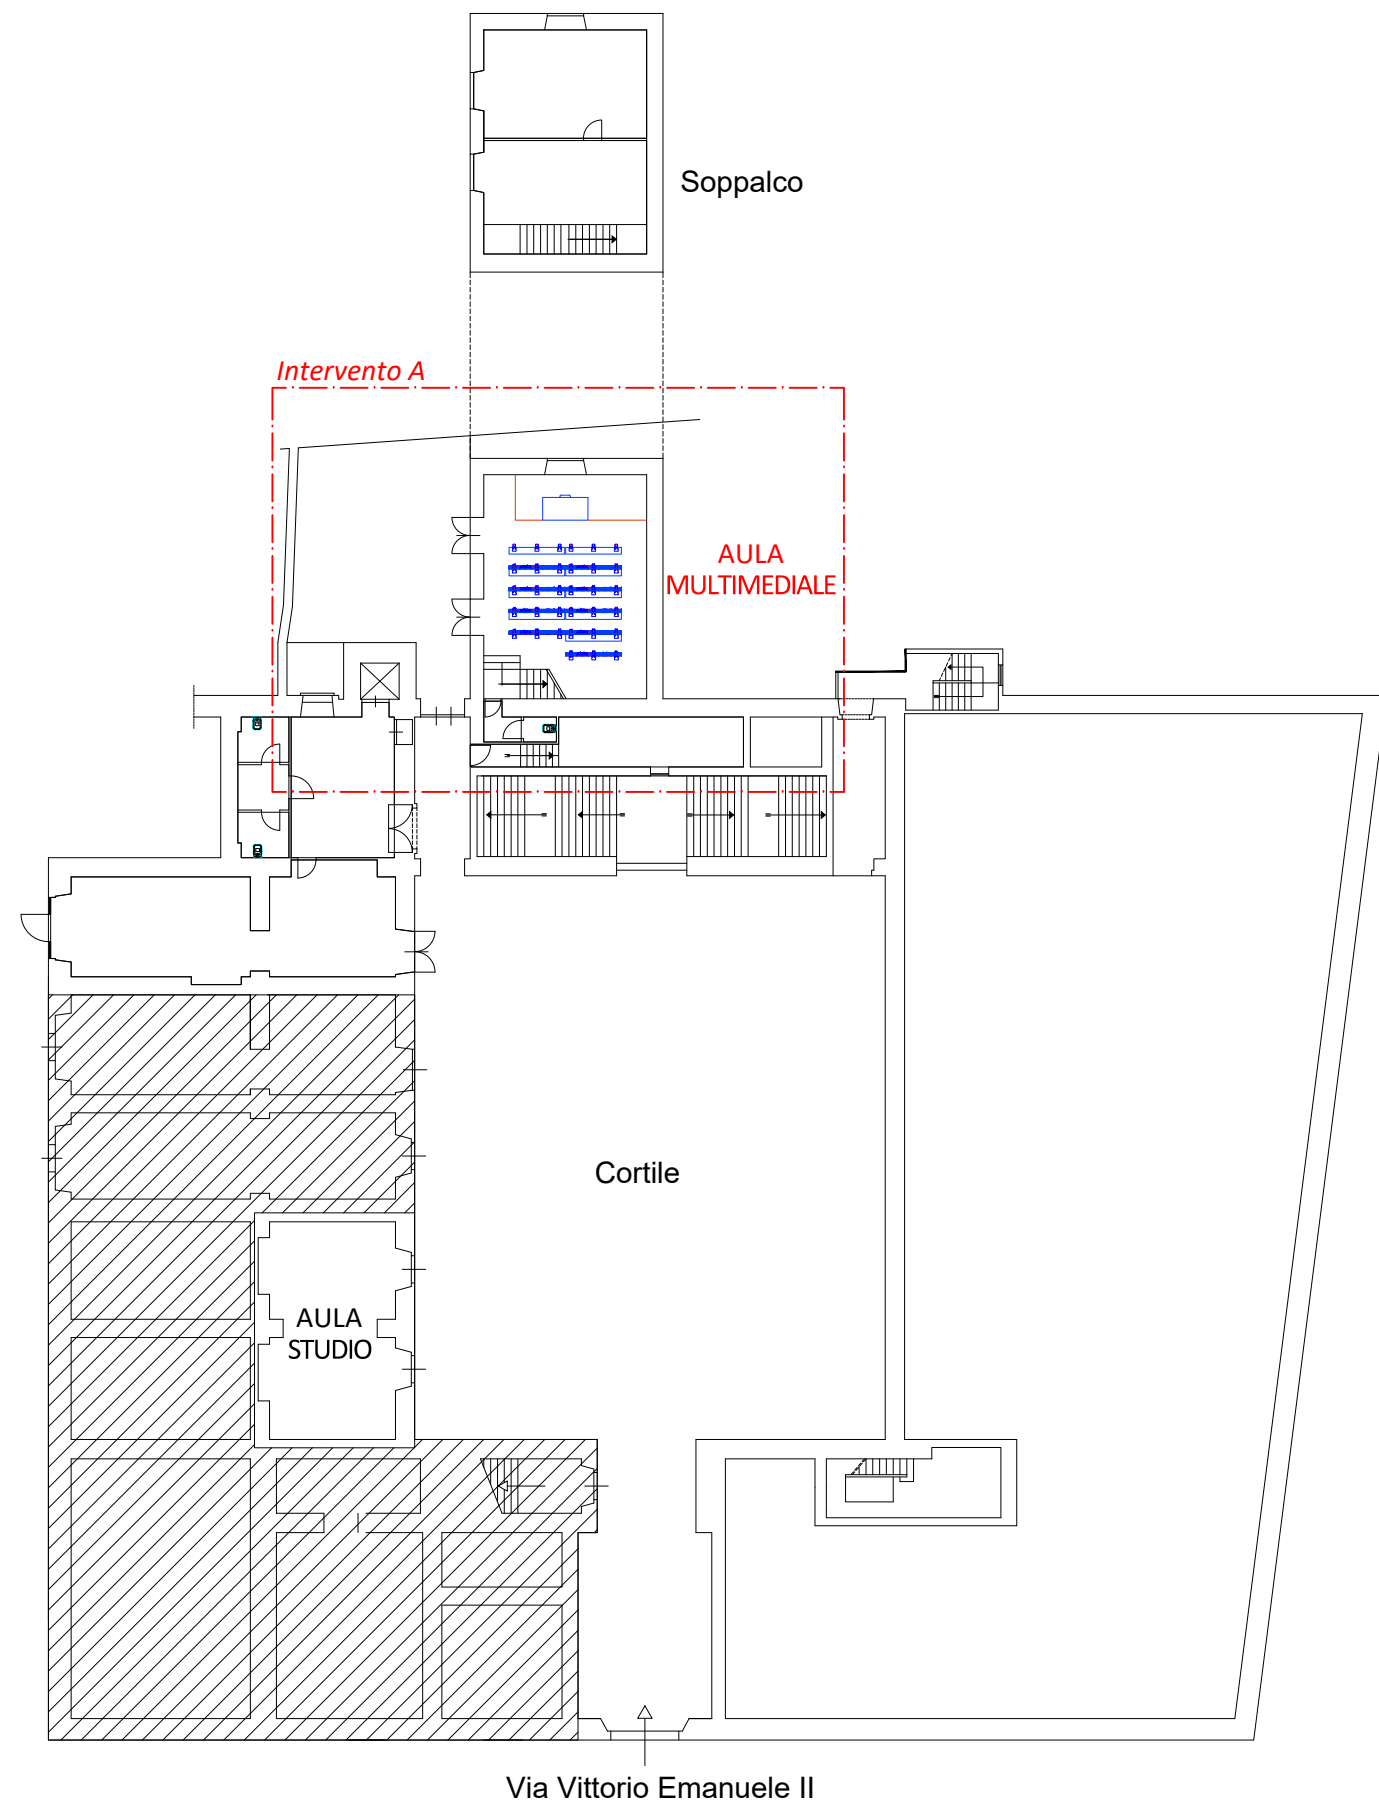 Soppalco
Intervento A
AULA
MULTIMEDIALE
Cortile
AULA
STUDIO
Via Vittorio Emanuele II